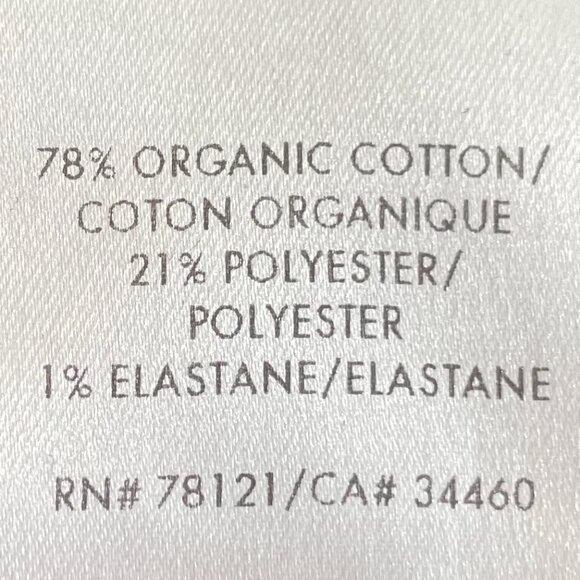 78% ORGANIC COTTON/
COTON ORGANIQUE
21% POLYESTER/
POLYESTER
1% ELASTANE/ELASTANE
RN# 78121/CA# 34460